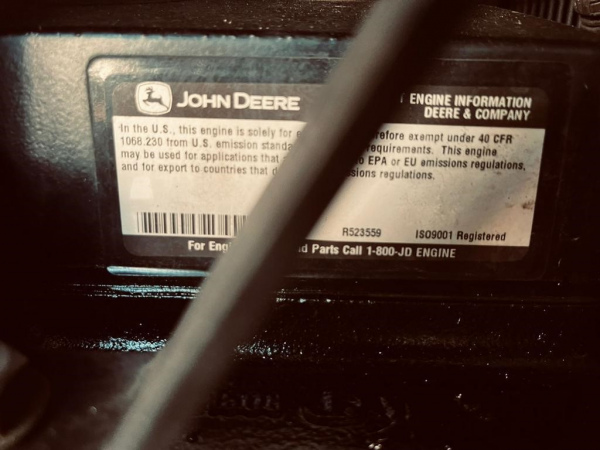 JOHN DEERE
ENGINE INFORMATION
DEERE & COMPANY
In the U.S., this engine is solely for exempt under 40 CFR
1068.230 from U.S. emission requirements. This engine
may be used for applications that EPA or EU emissions regulations,
and for export to countries that regulations.
R523559 ISO9001 Registered
For Parts Call 1-800-JD ENGINE